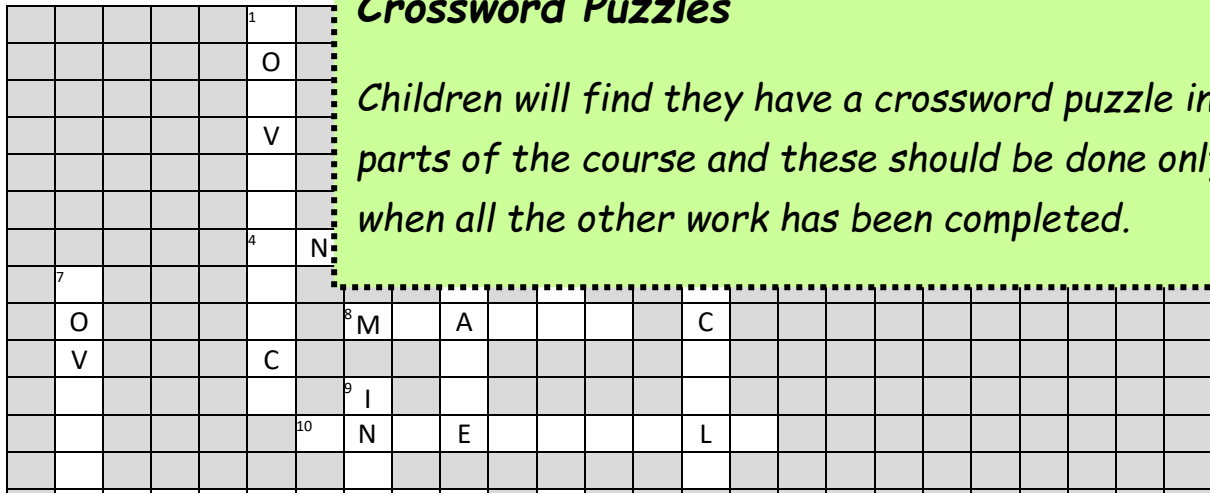 Crossword Puzzles
Children will find they have a crossword puzzle in
parts of the course and these should be done only
when all the other work has been completed.
1
O
V
4 N
7
O 8 M A C
V C
9 I
10 N E L